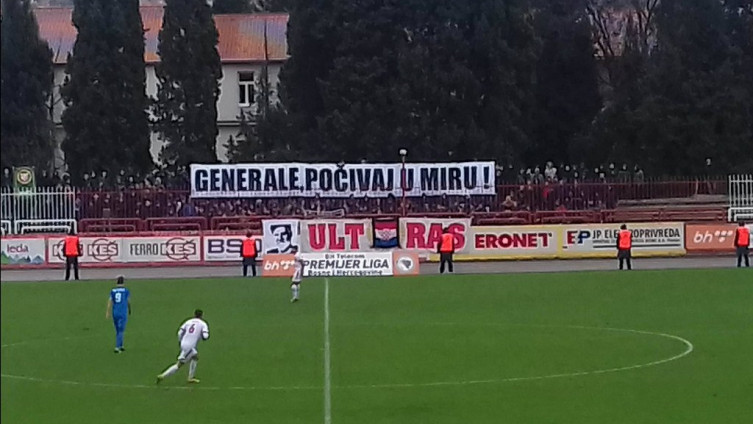 GENERALE, POČIVAJ U MIRU !
leda
KES
FERRO KES
ULT RAS
ERONET
EP JP ELEKTROPRIVREDA
bh
BH Telecom
PREMIJER LIGA
Bosne i Hercegovine
9
6